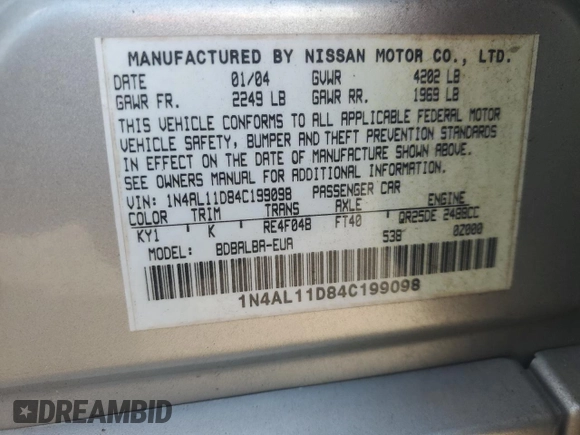 MANUFACTURED BY NISSAN MOTOR CO., LTD.
DATE 01/04 GVWR 4202 LB
GAWR FR. 2249 LB GAWR RR. 1969 LB
THIS VEHICLE CONFORMS TO ALL APPLICABLE FEDERAL MOTOR
VEHICLE SAFETY, BUMPER AND THEFT PREVENTION STANDARDS
IN EFFECT ON THE DATE OF MANUFACTURE SHOWN ABOVE.
SEE OWNERS MANUAL FOR ADDITIONAL INFORMATION.
VIN: 1N4AL11D84C199098 PASSENGER CAR
COLOR TRIM TRANS AXLE ENGINE
KY1 K RE4F04B FT40 QR25DE 2488CC
MODEL: BDBALBA-EUA 538 0Z000
1N4AL11D84C199098
DREAMBID